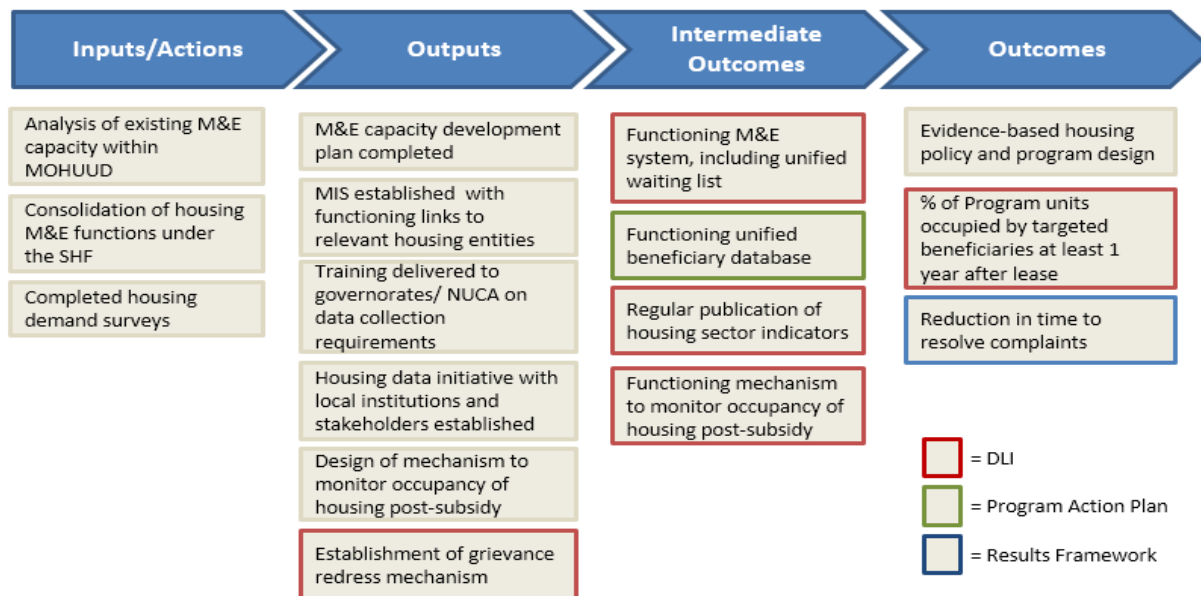 Inputs/Actions
Outputs
Intermediate
Outcomes
Outcomes
Analysis of existing M&E
capacity within
MOHUUD
Consolidation of housing
M&E functions under
the SHF
Completed housing
demand surveys
M&E capacity development
plan completed
MIS established with
functioning links to
relevant housing entities
Training delivered to
governorates/ NUCA on
data collection
requirements
Housing data initiative with
local institutions and
stakeholders established
Design of mechanism to
monitor occupancy of
housing post-subsidy
Establishment of grievance
redress mechanism
Functioning M&E
system, including unified
waiting list
Functioning unified
beneficiary database
Regular publication of
housing sector indicators
Functioning mechanism
to monitor occupancy of
housing post-subsidy
Evidence-based housing
policy and program design
% of Program units
occupied by targeted
beneficiaries at least 1
year after lease
Reduction in time to
resolve complaints
= DLI
= Program Action Plan
= Results Framework